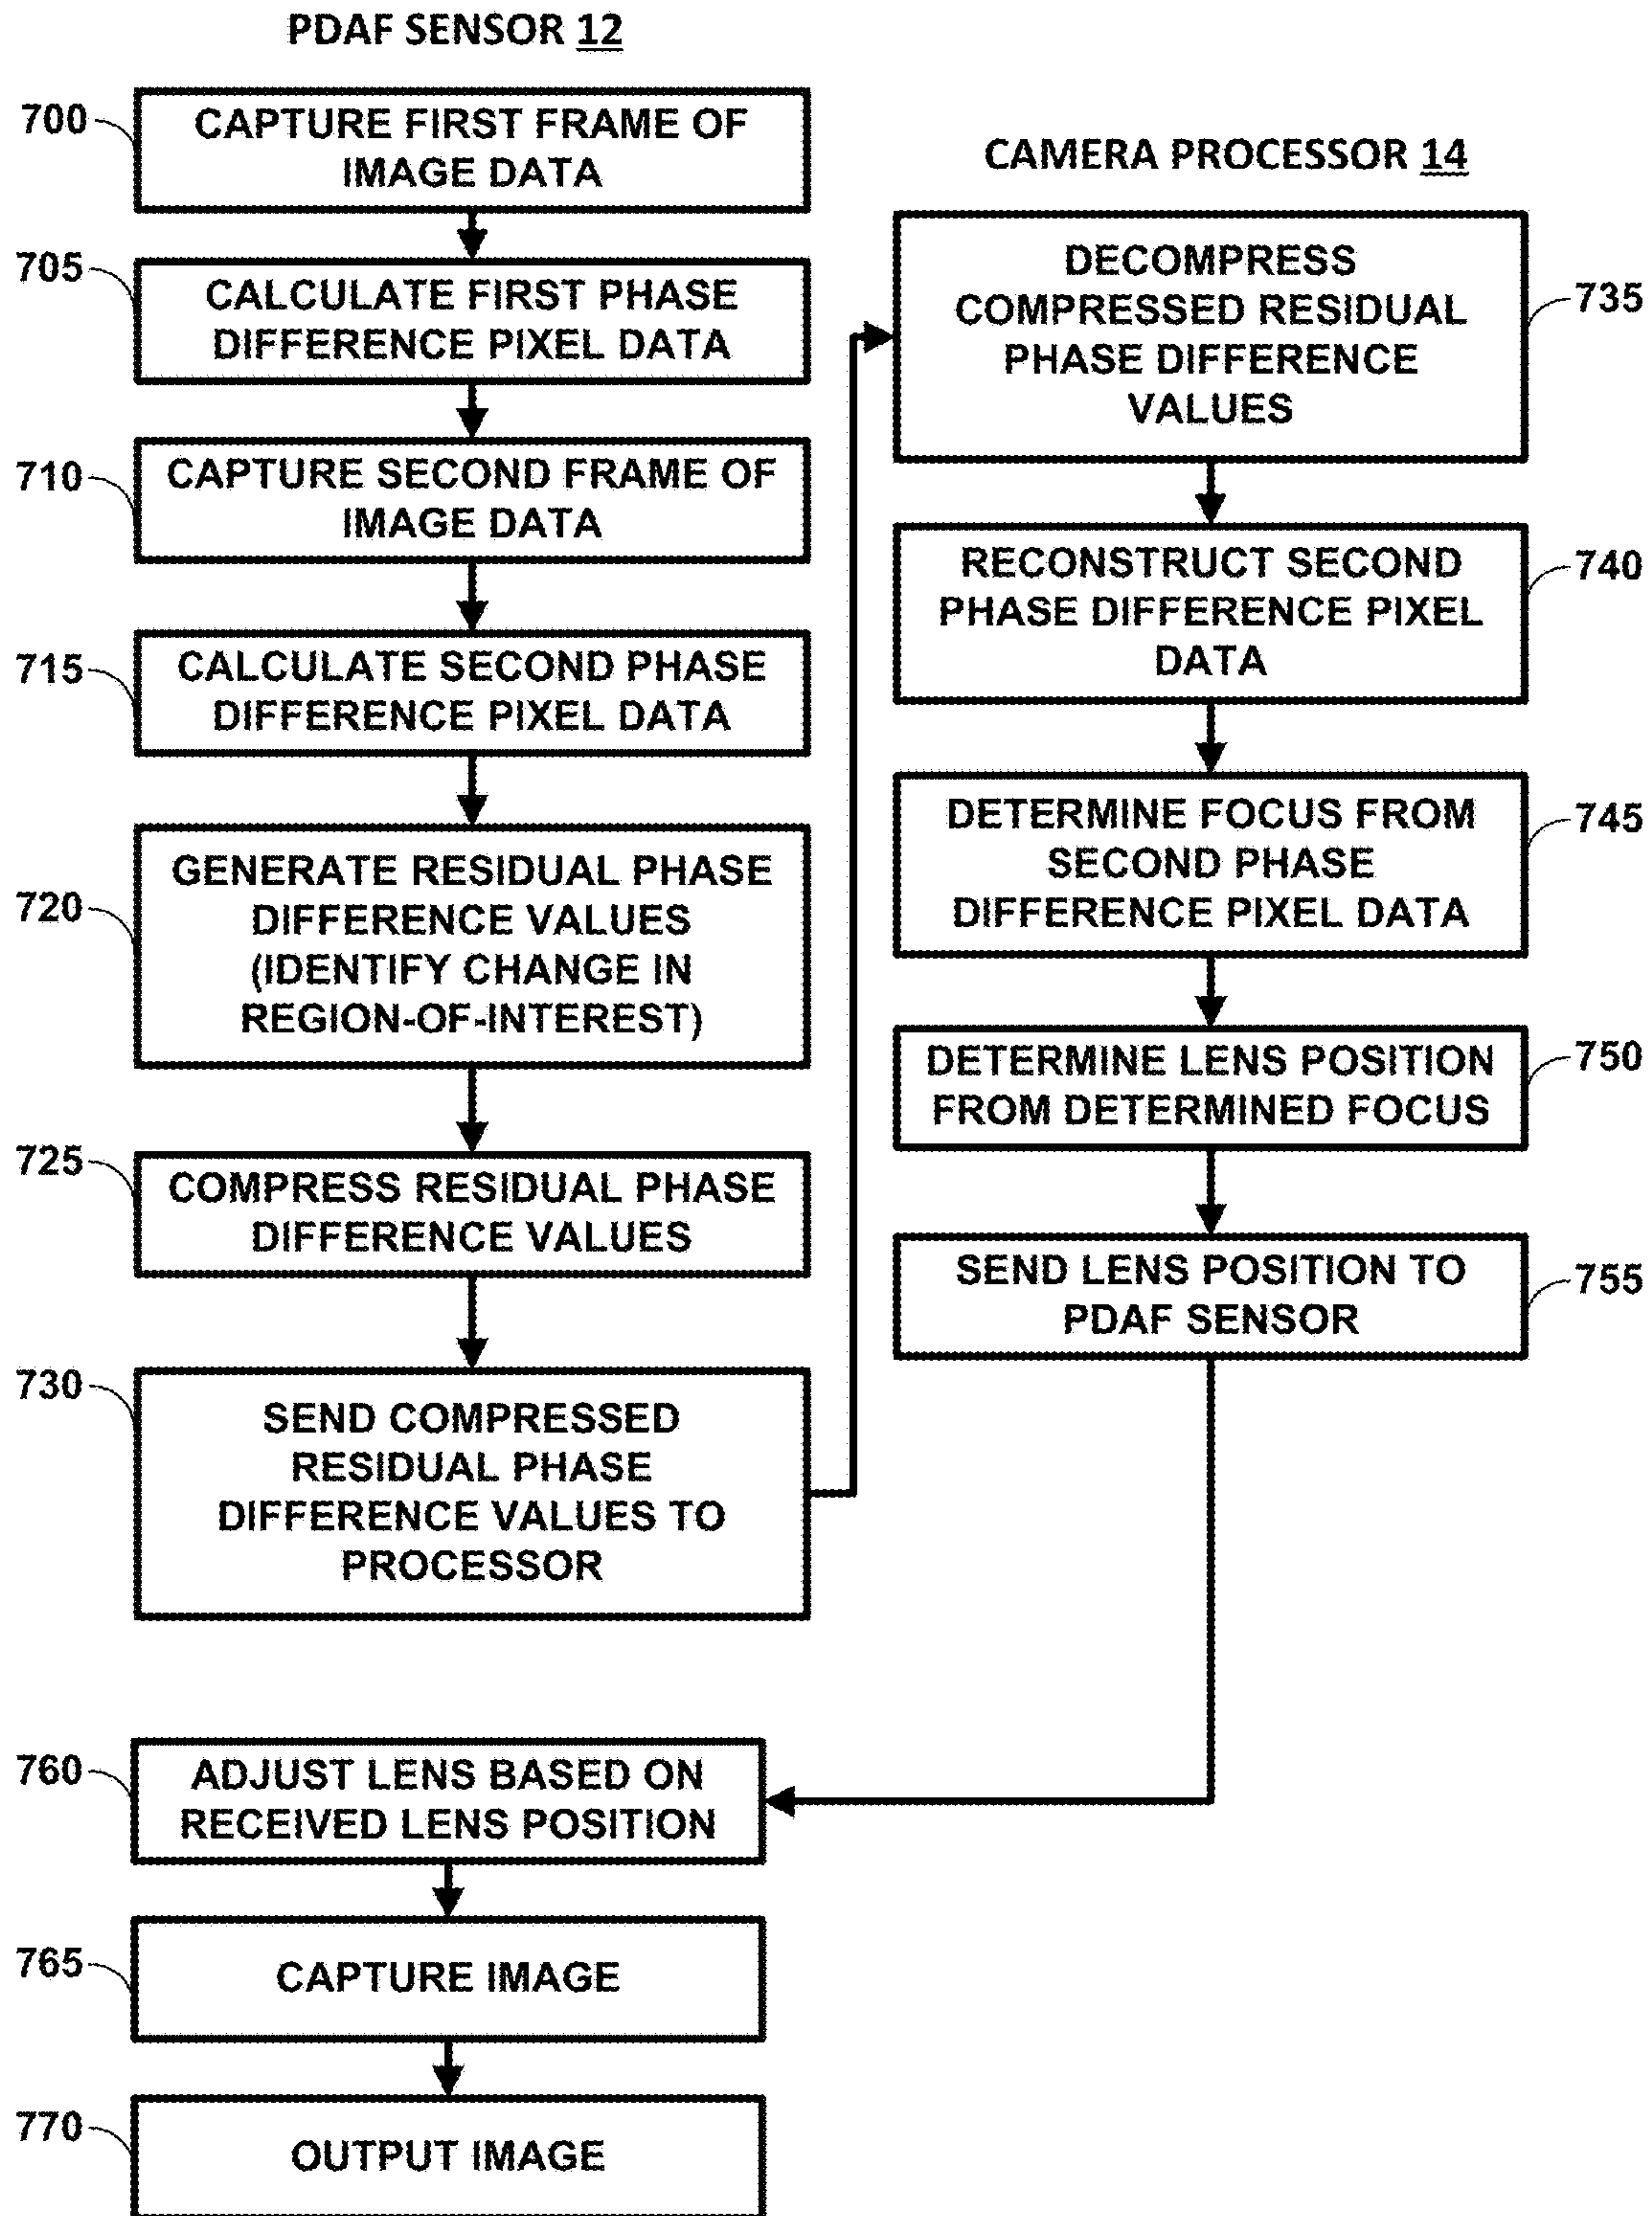 PDAF SENSOR 12
700
CAPTURE FIRST FRAME OF
IMAGE DATA
705
CALCULATE FIRST PHASE
DIFFERENCE PIXEL DATA
710
CAPTURE SECOND FRAME OF
IMAGE DATA
715
CALCULATE SECOND PHASE
DIFFERENCE PIXEL DATA
720
GENERATE RESIDUAL PHASE
DIFFERENCE VALUES
(IDENTIFY CHANGE IN
REGION-OF-INTEREST)
725
COMPRESS RESIDUAL PHASE
DIFFERENCE VALUES
730
SEND COMPRESSED
RESIDUAL PHASE
DIFFERENCE VALUES TO
PROCESSOR
CAMERA PROCESSOR 14
DECOMPRESS
COMPRESSED RESIDUAL
PHASE DIFFERENCE
VALUES
735
RECONSTRUCT SECOND
PHASE DIFFERENCE PIXEL
DATA
740
DETERMINE FOCUS FROM
SECOND PHASE
DIFFERENCE PIXEL DATA
745
DETERMINE LENS POSITION
FROM DETERMINED FOCUS
750
SEND LENS POSITION TO
PDAF SENSOR
755
760
ADJUST LENS BASED ON
RECEIVED LENS POSITION
765
CAPTURE IMAGE
770
OUTPUT IMAGE